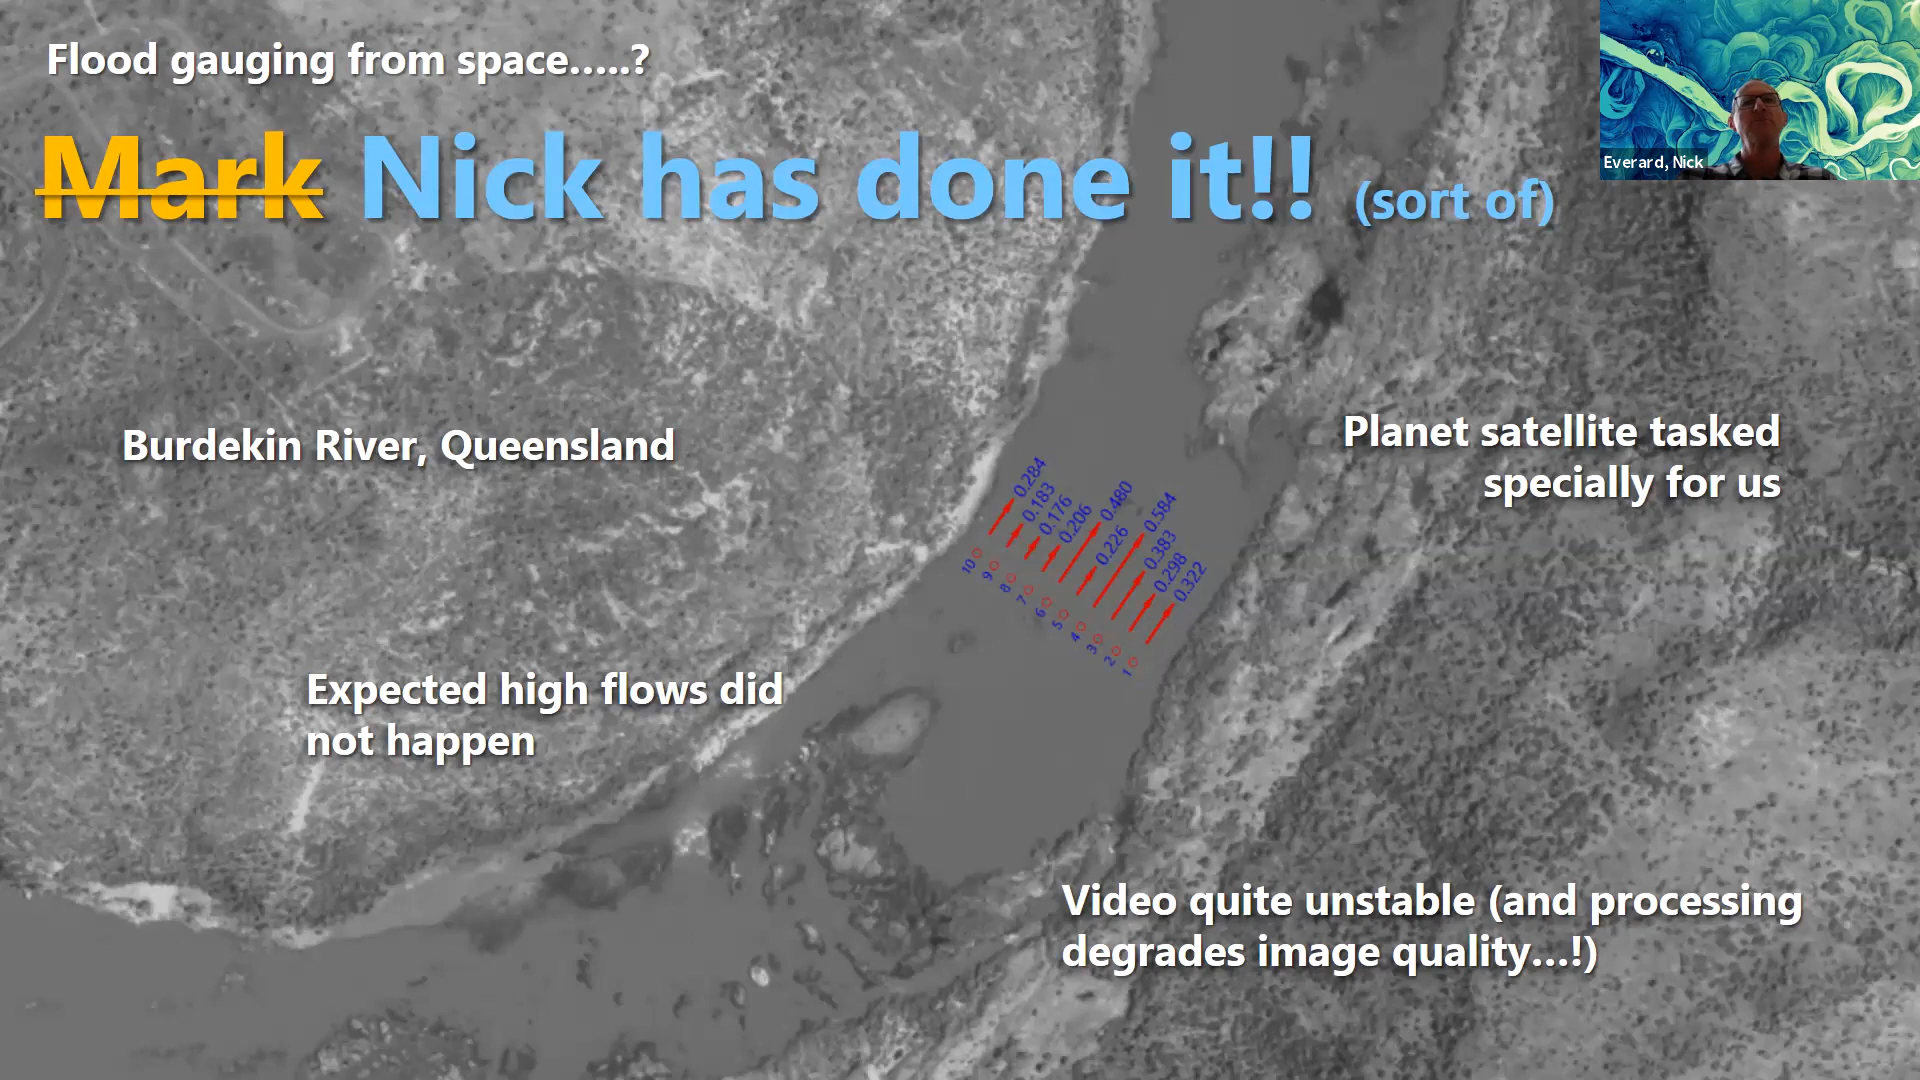 Flood gauging from space.....?
Everard, Nick
Mark Nick has done it!! (sort of)
Burdekin River, Queensland
Planet satellite tasked
specially for us
0.284
0.183
0.176
0.206
0.480
0.226
0.584
0.383
0.298
0.322
10
9
8
7
6
5
4
3
2
1
Expected high flows did
not happen
Video quite unstable (and processing
degrades image quality...!)